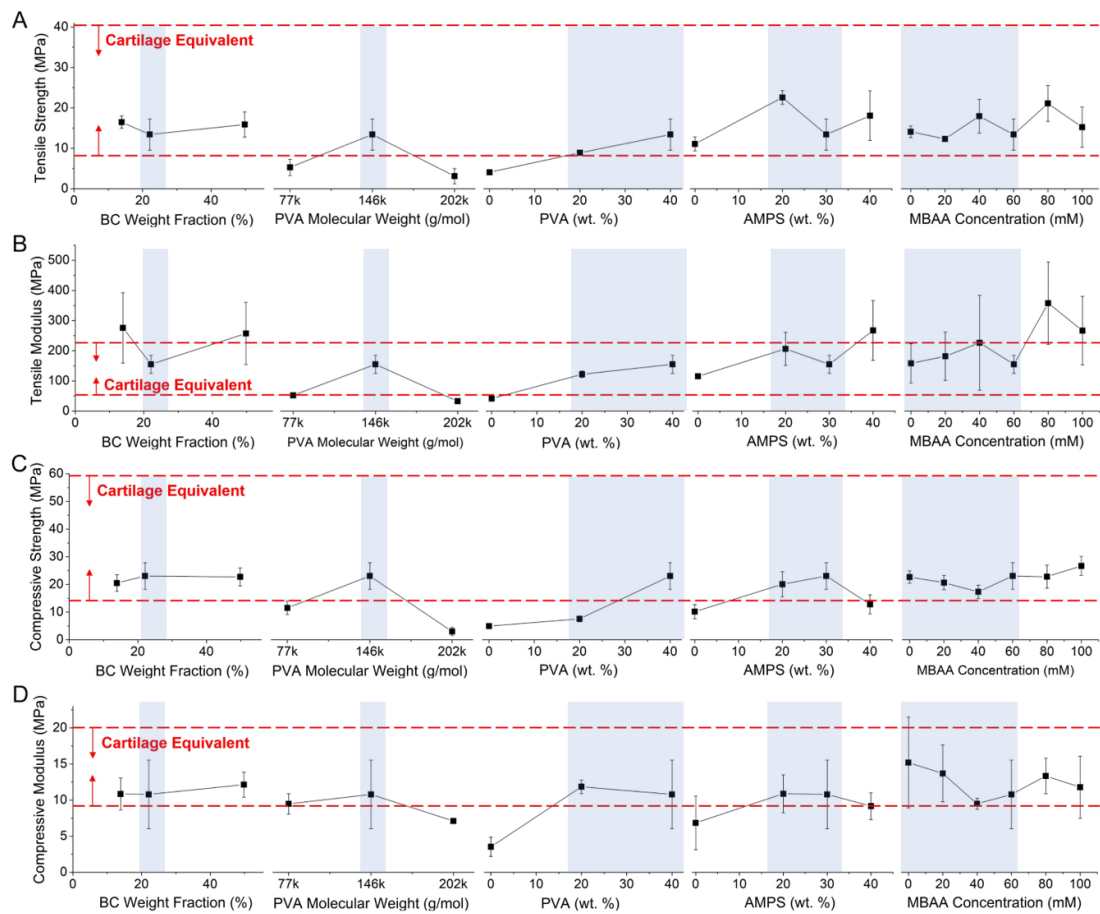 A
Tensile Strength (MPa)
50
40
30
20
10
0
Cartilage Equivalent
0 20 40
77k 146k 202k
0 10 20 30 40
0 10 20 30 40
0 20 40 60 80 100
BC Weight Fraction (%)
PVA Molecular Weight (g/mol)
PVA (wt. %)
AMPS (wt. %)
MBAA Concentration (mM)
B
Tensile Modulus (MPa)
500
400
300
200
100
0
Cartilage Equivalent
0 20 40
77k 146k 202k
0 10 20 30 40
0 10 20 30 40
0 20 40 60 80 100
BC Weight Fraction (%)
PVA Molecular Weight (g/mol)
PVA (wt. %)
AMPS (wt. %)
MBAA Concentration (mM)
C
Compressive Strength (MPa)
60
50
40
30
20
10
0
Cartilage Equivalent
0 20 40
77k 146k 202k
0 10 20 30 40
0 10 20 30 40
0 20 40 60 80 100
BC Weight Fraction (%)
PVA Molecular Weight (g/mol)
PVA (wt. %)
AMPS (wt. %)
MBAA Concentration (mM)
D
Compressive Modulus (MPa)
20
15
10
5
0
Cartilage Equivalent
0 20 40
77k 146k 202k
0 10 20 30 40
0 10 20 30 40
0 20 40 60 80 100
BC Weight Fraction (%)
PVA Molecular Weight (g/mol)
PVA (wt. %)
AMPS (wt. %)
MBAA Concentration (mM)